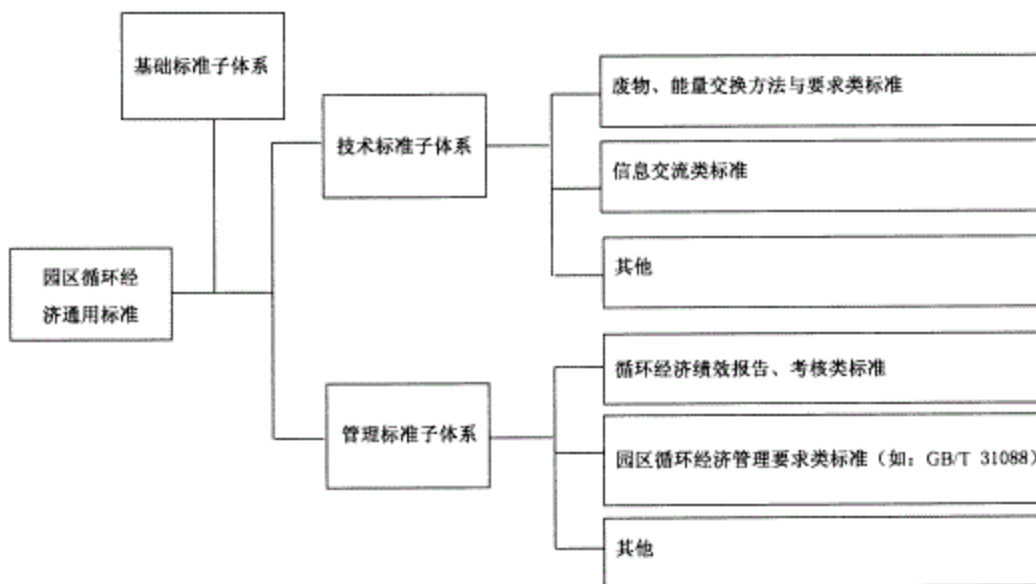 基础标准子体系
技术标准子体系
废物、能量交换方法与要求类标准
信息交流类标准
其他
园区循环经
济通用标准
管理标准子体系
循环经济绩效报告、考核类标准
园区循环经济管理要求类标准（如：GB/T 31088）
其他